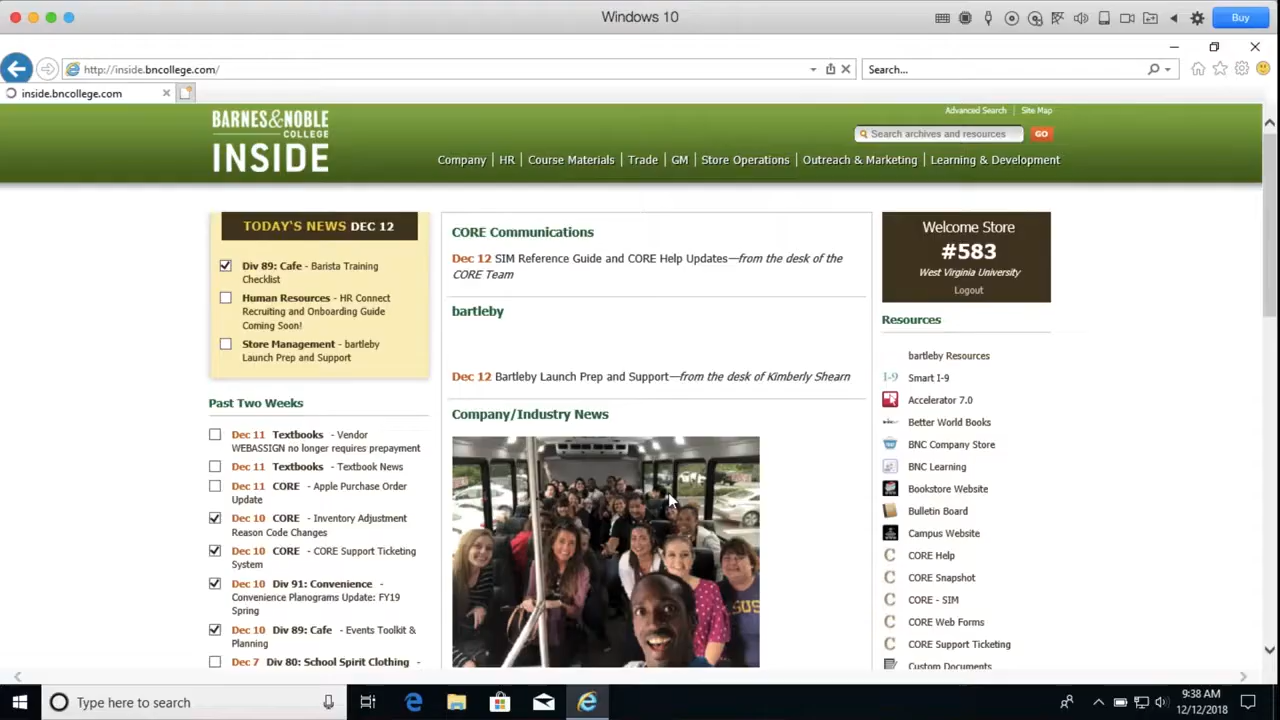 Windows 10
Buy
http://inside.bncollege.com/
Search...
inside.bncollege.com
Advanced Search
Site Map
BARNES&NOBLE
COLLEGE
INSIDE
Search archives and resources
GO
Company
HR
Course Materials
Trade
GM
Store Operations
Outreach & Marketing
Learning & Development
TODAY'S NEWS DEC 12
Div 89: Cafe - Barista Training
Checklist
Human Resources - HR Connect
Recruiting and Onboarding Guide
Coming Soon!
Store Management - bartleby
Launch Prep and Support
Past Two Weeks
Dec 11 Textbooks - Vendor
WEBASSIGN no longer requires prepayment
Dec 11 Textbooks - Textbook News
Dec 11 CORE - Apple Purchase Order
Update
Dec 10 CORE - Inventory Adjustment
Reason Code Changes
Dec 10 CORE - CORE Support Ticketing
System
Dec 10 Div 91: Convenience -
Convenience Planograms Update: FY19
Spring
Dec 10 Div 89: Cafe - Events Toolkit &
Planning
Dec 7 Div 80: School Spirit Clothing -
CORE Communications
Dec 12 SIM Reference Guide and CORE Help Updates—from the desk of the
CORE Team
bartleby
Dec 12 Bartleby Launch Prep and Support—from the desk of Kimberly Shearn
Company/Industry News
Welcome Store
#583
West Virginia University
Logout
Resources
bartleby Resources
I-9 Smart I-9
Accelerator 7.0
Better World Books
BNC Company Store
BNC Learning
Bookstore Website
Bulletin Board
Campus Website
C CORE Help
C CORE Snapshot
C CORE - SIM
C CORE Web Forms
C CORE Support Ticketing
Custom Documents
Type here to search
9:38 AM
12/12/2018